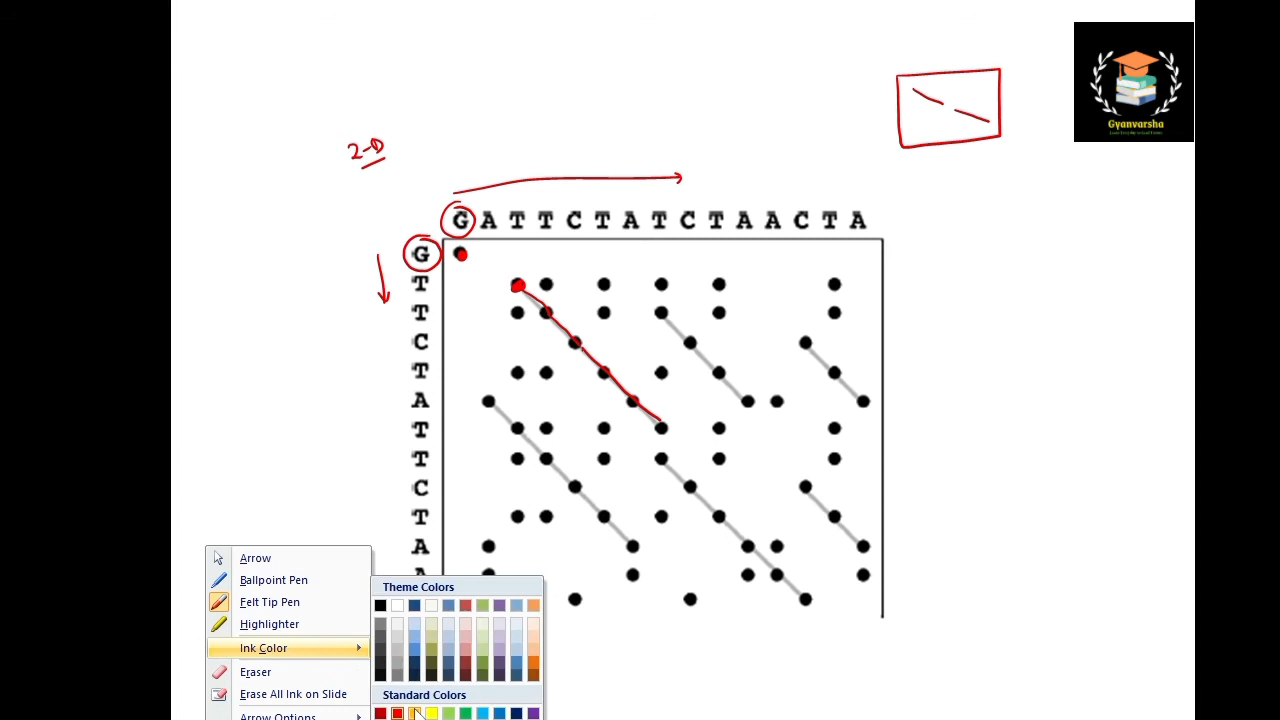 Gyanvarsha
2-D
G A T T C T A T C T A A C T A
G
T
T
C
T
A
T
T
C
T
A
Arrow
Ballpoint Pen
Felt Tip Pen
Highlighter
Ink Color
Eraser
Erase All Ink on Slide
Arrow Options
Theme Colors
Standard Colors